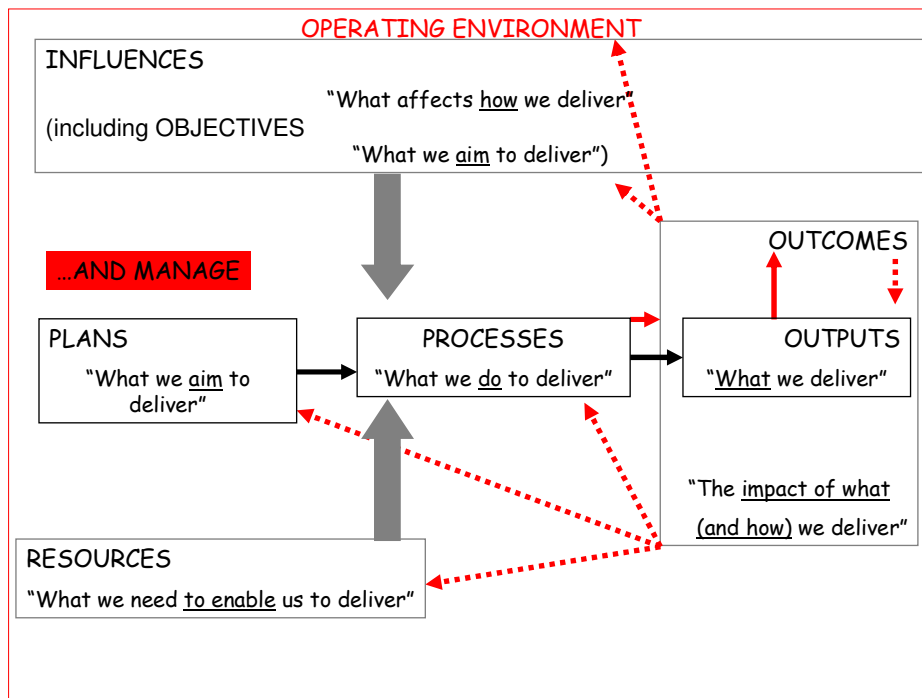 OPERATING ENVIRONMENT
INFLUENCES
“What affects how we deliver”
(including OBJECTIVES
“What we aim to deliver”)
OUTCOMES
…AND MANAGE
PLANS
“What we aim to
deliver”
PROCESSES
“What we do to deliver”
OUTPUTS
“What we deliver”
“The impact of what
(and how) we deliver”
RESOURCES
“What we need to enable us to deliver”